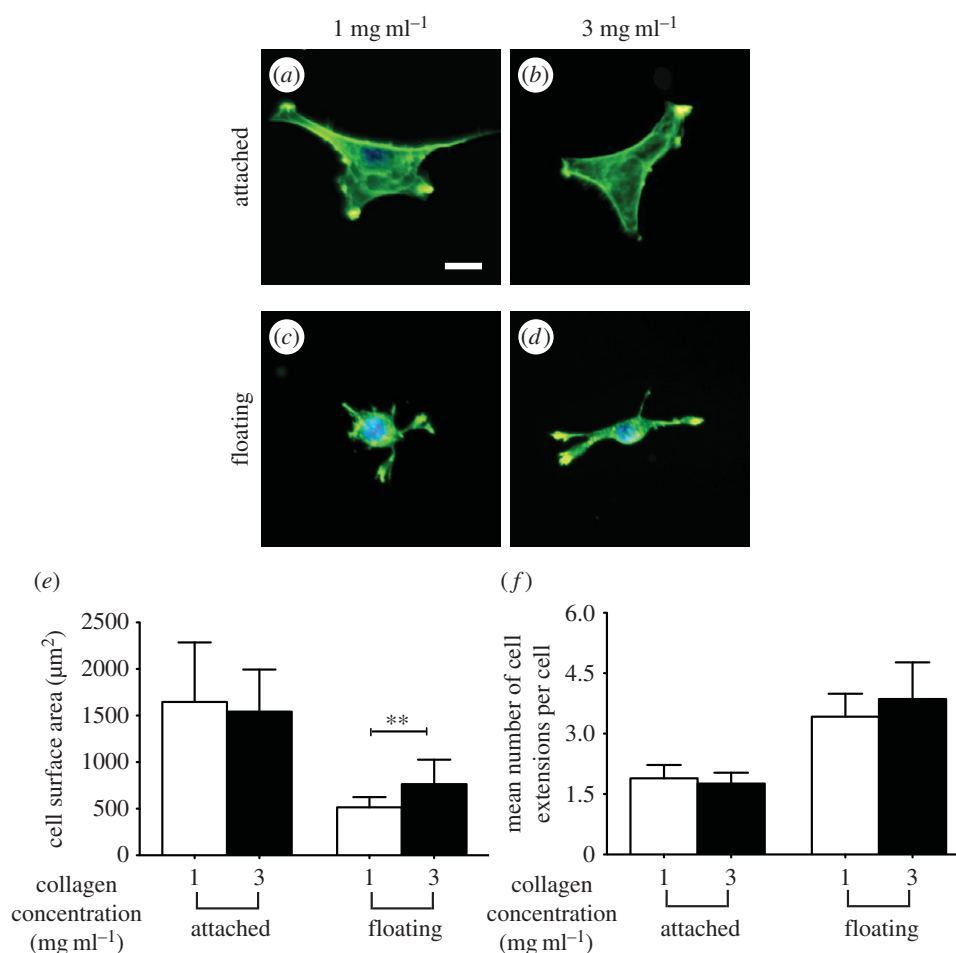 1 mg ml⁻¹ 3 mg ml⁻¹
attached
(a) (b)
floating
(c) (d)
(e)
cell surface area (µm²)
2500
2000
1500
1000
500
0
**
1 3 1 3
collagen
concentration
(mg ml⁻¹)
attached floating
(f)
mean number of cell
extensions per cell
6.0
4.5
3.0
1.5
0
1 3 1 3
collagen
concentration
(mg ml⁻¹)
attached floating